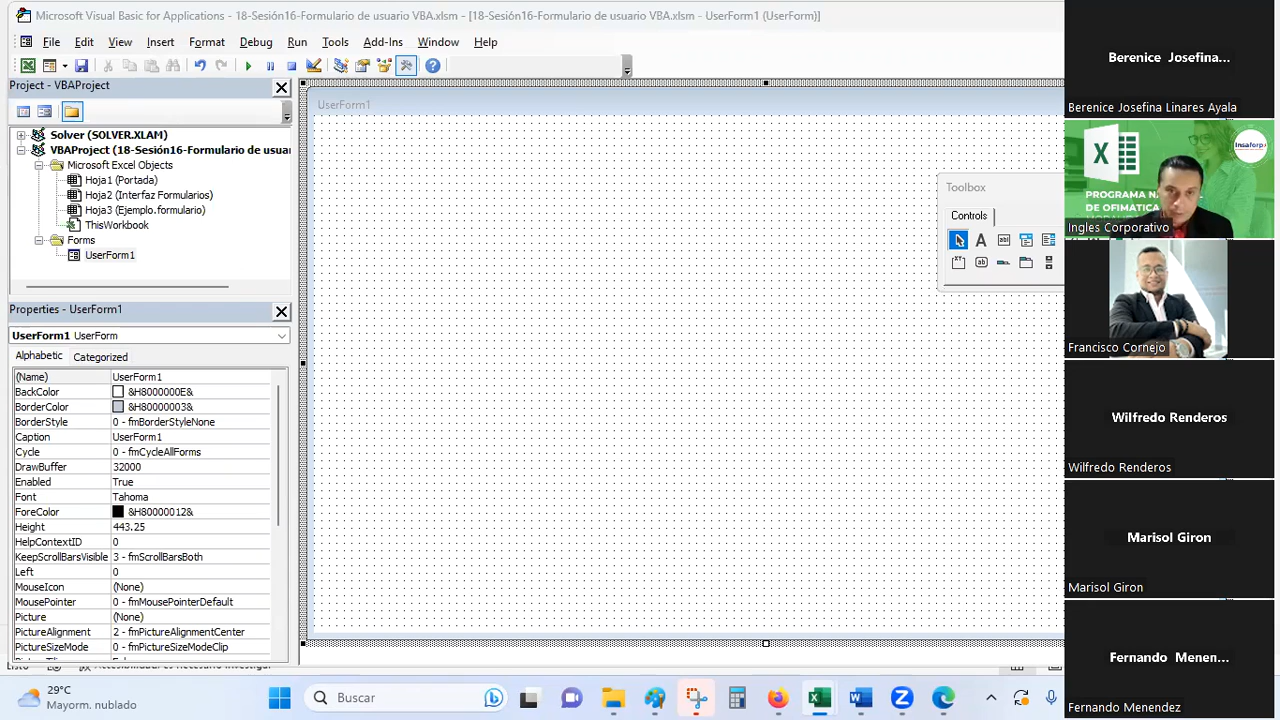 Microsoft Visual Basic for Applications - 18-Sesión16-Formulario de usuario VBA.xlsm - [18-Sesión16-Formulario de usuario VBA.xlsm - UserForm1 (UserForm)]
File Edit View Insert Format Debug Run Tools Add-Ins Window Help
Project - VBAProject
Solver (SOLVER.XLAM)
VBAProject (18-Sesión16-Formulario de usua
Microsoft Excel Objects
Hoja1 (Portada)
Hoja2 (Interfaz Formularios)
Hoja3 (Ejemplo.formulario)
ThisWorkbook
Forms
UserForm1
Properties - UserForm1
UserForm1 UserForm
Alphabetic Categorized
(Name) UserForm1
BackColor &H8000000E&
BorderColor &H80000003&
BorderStyle 0 - fmBorderStyleNone
Caption UserForm1
Cycle 0 - fmCycleAllForms
DrawBuffer 32000
Enabled True
Font Tahoma
ForeColor &H80000012&
Height 443.25
HelpContextID 0
KeepScrollBarsVisible 3 - fmScrollBarsBoth
Left 0
MouseIcon (None)
MousePointer 0 - fmMousePointerDefault
Picture (None)
PictureAlignment 2 - fmPictureAlignmentCenter
PictureSizeMode 0 - fmPictureSizeModeClip
UserForm1
Toolbox
Controls
A
Berenice Josefina...
Berenice Josefina Linares Ayala
X
Insaforp
PROGRAMA NA
DE OFIMATICA
Ingles Corporativo
Francisco Cornejo
Wilfredo Renderos
Wilfredo Renderos
Marisol Giron
Marisol Giron
Fernando Menen...
Fernando Menendez
29°C
Mayorm. nublado
Buscar